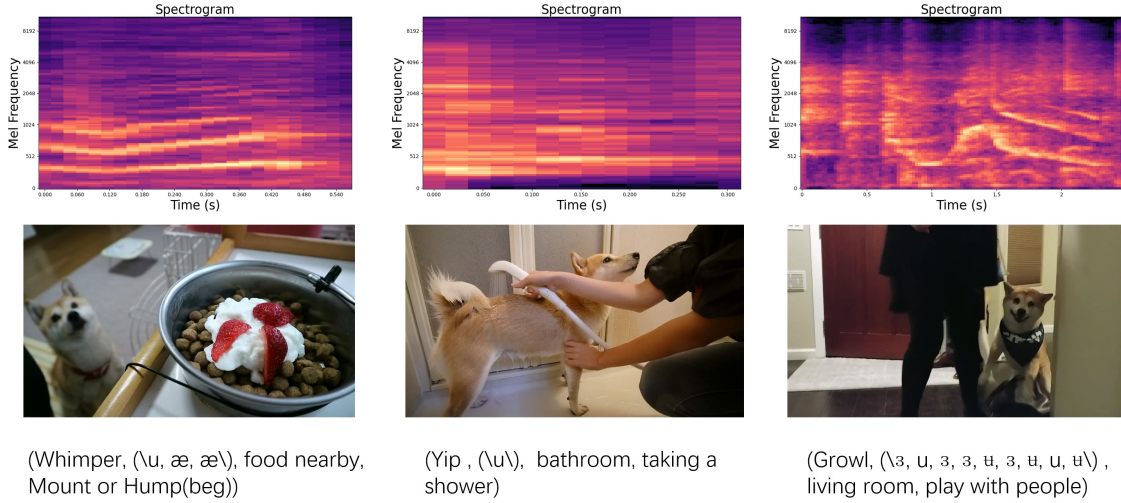 Spectrogram
8192
4096
2048
1024
512
0
Mel Frequency
0.000 0.060 0.120 0.180 0.240 0.300 0.360 0.420 0.480 0.540
Time (s)
Spectrogram
8192
4096
2048
1024
512
0
Mel Frequency
0.000 0.050 0.100 0.150 0.200 0.250 0.300
Time (s)
Spectrogram
8192
4096
2048
1024
512
0
Mel Frequency
0 0.5 1 1.5 2
Time (s)
(Whimper, (\u, æ, æ\), food nearby,
Mount or Hump(beg))
(Yip , (\u\), bathroom, taking a
shower)
(Growl, (\ɜ, u, ɜ, ɜ, ʉ, ɜ, ʉ, u, ʉ\) ,
living room, play with people)